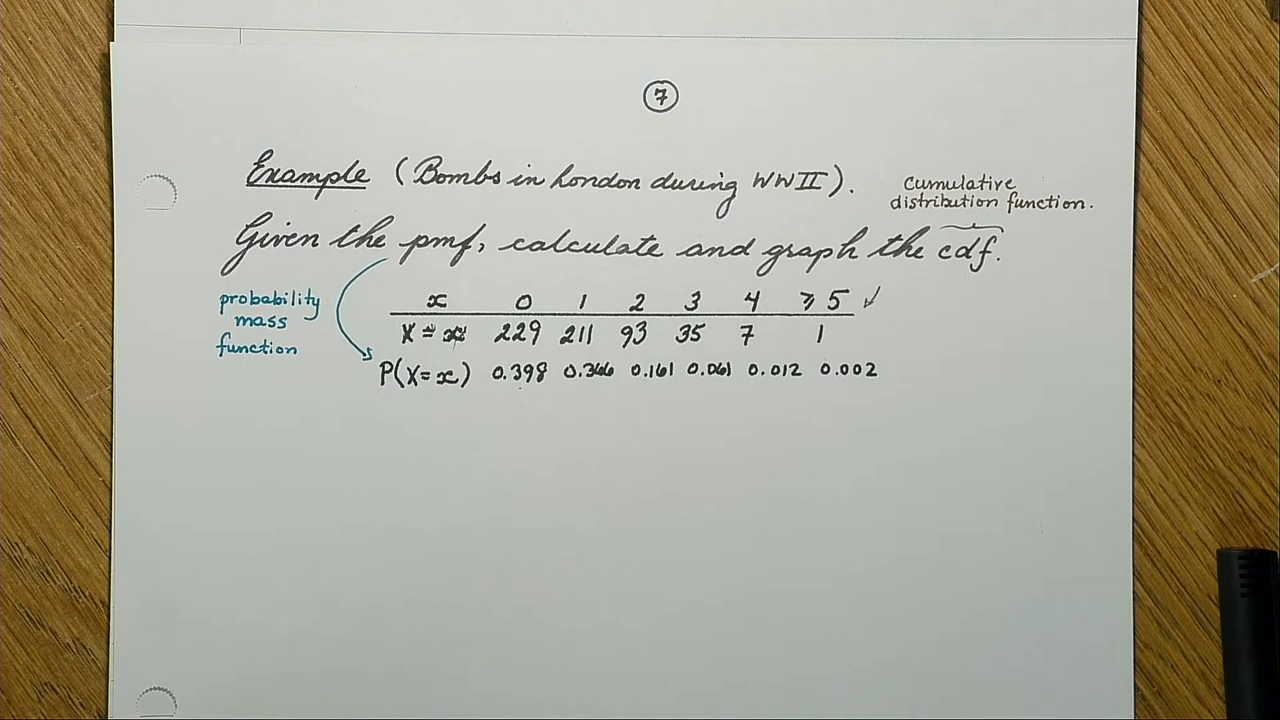 7
Example (Bombs in London during WWII).
Cumulative
distribution function.
Given the pmf, calculate and graph the cdf.
probability
mass
function
x 0 1 2 3 4 ⩾ 5 ✓
X = x 229 211 93 35 7 1
P(X=x) 0.398 0.366 0.161 0.061 0.012 0.002